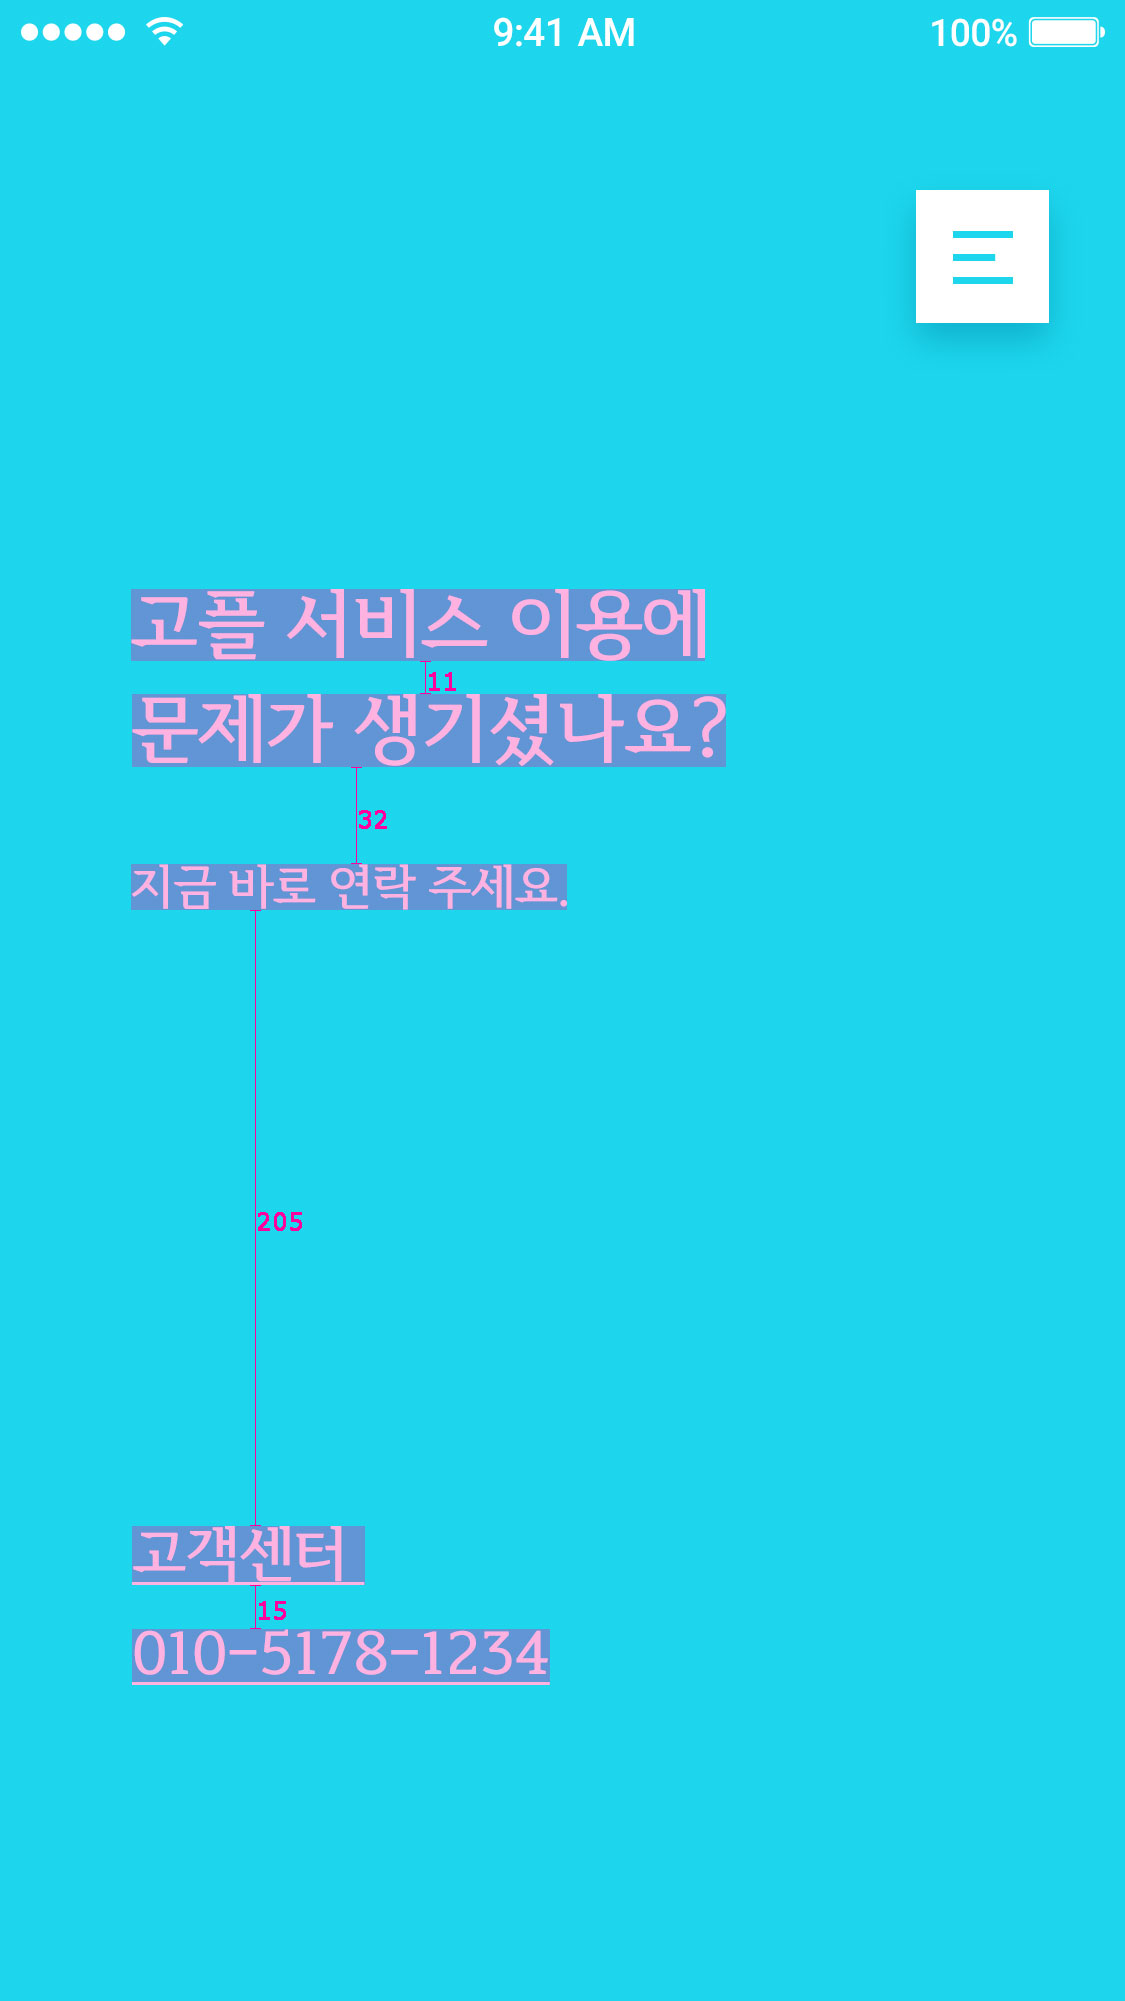 9:41 AM
100%
고플 서비스 이용에
11
문제가 생기셨나요?
32
지금 바로 연락 주세요.
205
고객센터
15
010-5178-1234